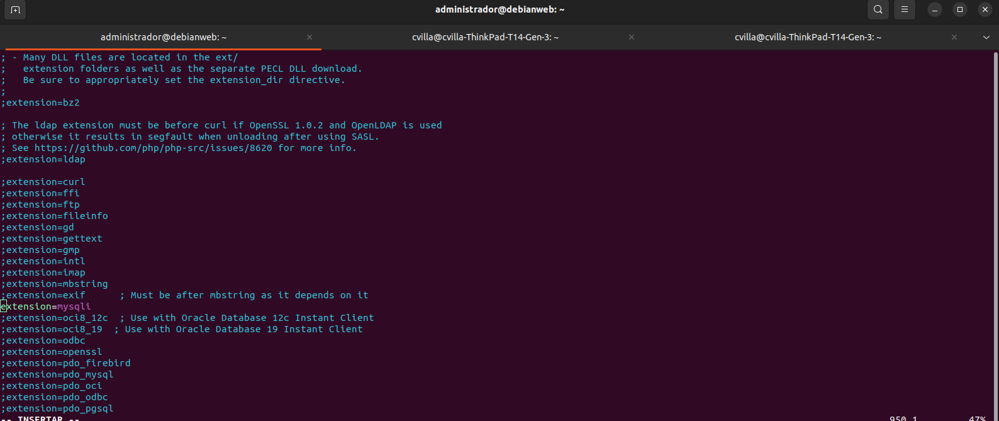 administrador@debianweb: ~
administrador@debianweb: ~
cvilla@cvilla-ThinkPad-T14-Gen-3: ~
cvilla@cvilla-ThinkPad-T14-Gen-3: ~
; - Many DLL files are located in the ext/
;   extension folders as well as the separate PECL DLL download.
;   Be sure to appropriately set the extension_dir directive.
;
;extension=bz2
; The ldap extension must be before curl if OpenSSL 1.0.2 and OpenLDAP is used
; otherwise it results in segfault when unloading after using SASL.
; See https://github.com/php/php-src/issues/8620 for more info.
;extension=ldap
;extension=curl
;extension=ffi
;extension=ftp
;extension=fileinfo
;extension=gd
;extension=gettext
;extension=gmp
;extension=intl
;extension=imap
;extension=mbstring
;extension=exif      ; Must be after mbstring as it depends on it
extension=mysqli
;extension=oci8_12c  ; Use with Oracle Database 12c Instant Client
;extension=oci8_19  ; Use with Oracle Database 19 Instant Client
;extension=odbc
;extension=openssl
;extension=pdo_firebird
;extension=pdo_mysql
;extension=pdo_oci
;extension=pdo_odbc
;extension=pdo_pgsql
-- INSERTAR -- 950,1 47%